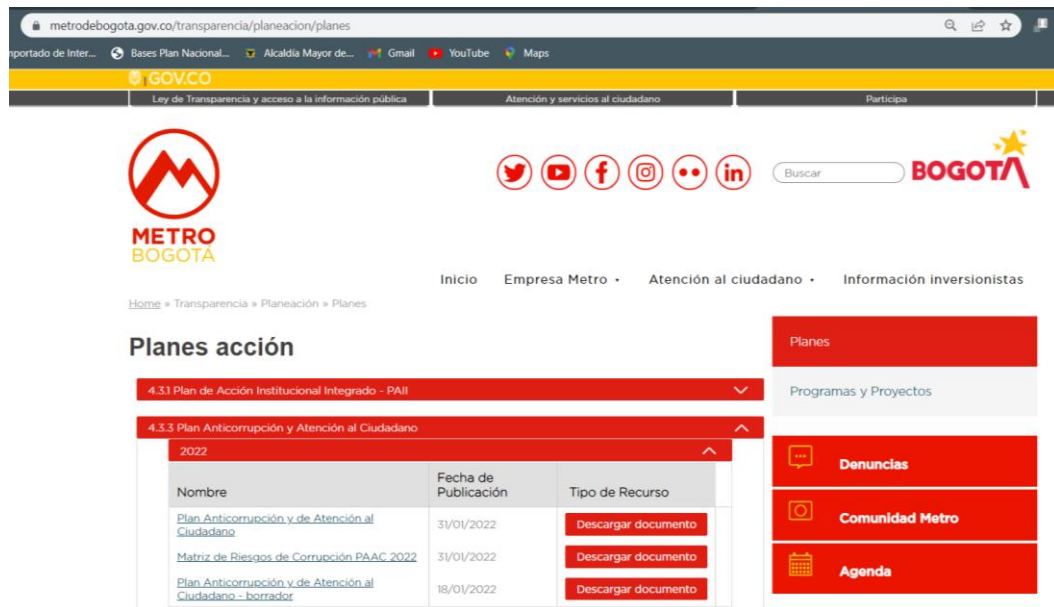 metrodebogota.gov.co/transparencia/planeacion/planes
mportado de Inter...
Bases Plan Nacional...
Alcaldía Mayor de...
Gmail
YouTube
Maps
GOV.CO
Ley de Transparencia y acceso a la información pública
Atención y servicios al ciudadano
Participa
METRO
BOGOTÁ
in
Buscar
BOGOTÁ
Inicio
Empresa Metro
Atención al ciudadano
Información inversionistas
Home » Transparencia » Planeación » Planes
Planes acción
4.3.1 Plan de Acción Institucional Integrado - PAII
4.3.3 Plan Anticorrupción y Atención al Ciudadano
2022
Nombre
Fecha de
Publicación
Tipo de Recurso
Plan Anticorrupción y de Atención al
Ciudadano
31/01/2022
Descargar documento
Matriz de Riesgos de Corrupción PAAC 2022
31/01/2022
Descargar documento
Plan Anticorrupción y de Atención al
Ciudadano - borrador
18/01/2022
Descargar documento
Planes
Programas y Proyectos
Denuncias
Comunidad Metro
Agenda